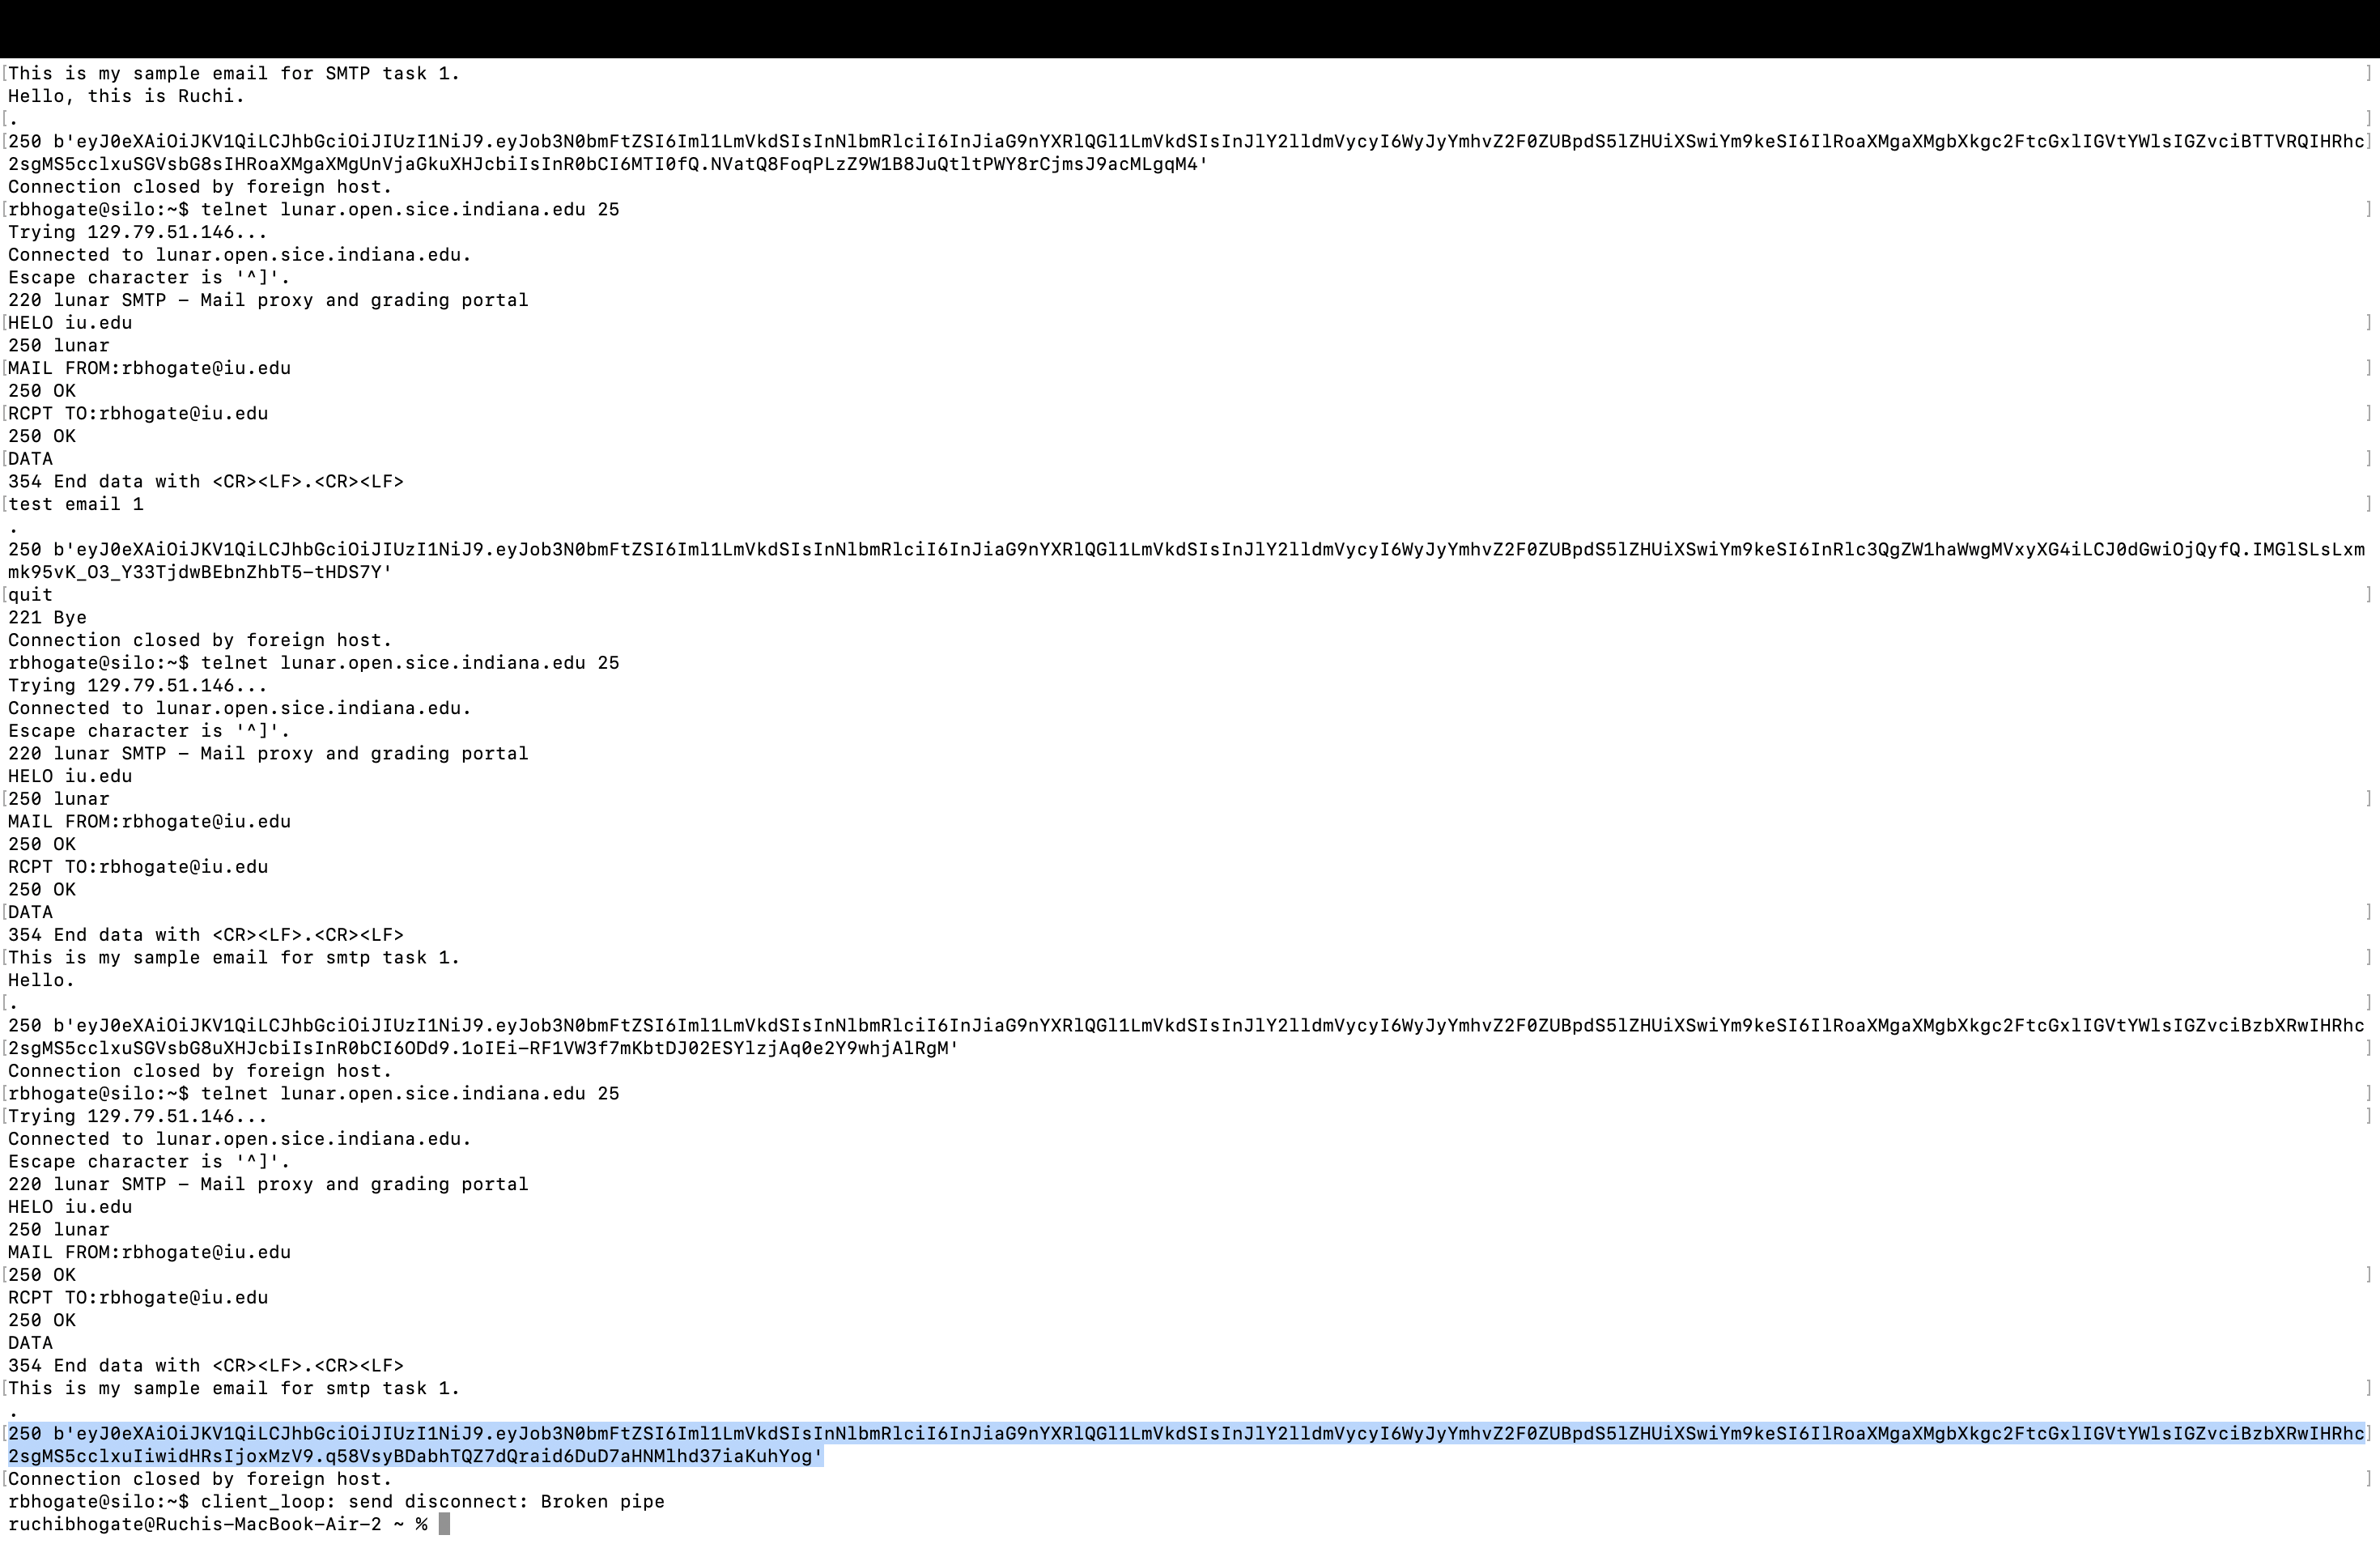 [This is my sample email for SMTP task 1. ]
Hello, this is Ruchi.
[. ]
[250 b'eyJ0eXAiOiJKV1QiLCJhbGciOiJIUzI1NiJ9.eyJob3N0bmFtZSI6Iml1LmVkdSIsInNlbmRlciI6InJiaG9nYXRlQGl1LmVkdSIsInJlY2lldmVycyI6WyJyYmhvZ2F0ZUBpdS5lZHUiXSwiYm9keSI6IlRoaXMgaXMgbXkgc2FtcGxlIGVtYWlsIGZvciBTTVRQIHRhc]
2sgMS5cclxuSGVsbG8sIHRoaXMgaXMgUnVjaGkuXHJcbiIsInR0bCI6MTI0fQ.NVatQ8FoqPLzZ9W1B8JuQtltPWY8rCjmsJ9acMLgqM4'
Connection closed by foreign host.
[rbhogate@silo:~$ telnet lunar.open.sice.indiana.edu 25 ]
Trying 129.79.51.146...
Connected to lunar.open.sice.indiana.edu.
Escape character is '^]'.
220 lunar SMTP – Mail proxy and grading portal
[HELO iu.edu ]
250 lunar
[MAIL FROM:rbhogate@iu.edu ]
250 OK
[RCPT TO:rbhogate@iu.edu ]
250 OK
[DATA ]
354 End data with <CR><LF>.<CR><LF>
[test email 1 ]
.
250 b'eyJ0eXAiOiJKV1QiLCJhbGciOiJIUzI1NiJ9.eyJob3N0bmFtZSI6Iml1LmVkdSIsInNlbmRlciI6InJiaG9nYXRlQGl1LmVkdSIsInJlY2lldmVycyI6WyJyYmhvZ2F0ZUBpdS5lZHUiXSwiYm9keSI6InRlc3QgZW1haWwgMVxyXG4iLCJ0dGwiOjQyfQ.IMGlSLsLxm
mk95vK_O3_Y33TjdwBEbnZhbT5-tHDS7Y'
[quit ]
221 Bye
Connection closed by foreign host.
rbhogate@silo:~$ telnet lunar.open.sice.indiana.edu 25
Trying 129.79.51.146...
Connected to lunar.open.sice.indiana.edu.
Escape character is '^]'.
220 lunar SMTP – Mail proxy and grading portal
HELO iu.edu
[250 lunar ]
MAIL FROM:rbhogate@iu.edu
250 OK
RCPT TO:rbhogate@iu.edu
250 OK
[DATA ]
354 End data with <CR><LF>.<CR><LF>
[This is my sample email for smtp task 1. ]
Hello.
[. ]
250 b'eyJ0eXAiOiJKV1QiLCJhbGciOiJIUzI1NiJ9.eyJob3N0bmFtZSI6Iml1LmVkdSIsInNlbmRlciI6InJiaG9nYXRlQGl1LmVkdSIsInJlY2lldmVycyI6WyJyYmhvZ2F0ZUBpdS5lZHUiXSwiYm9keSI6IlRoaXMgaXMgbXkgc2FtcGxlIGVtYWlsIGZvciBzbXRwIHRhc
[2sgMS5cclxuSGVsbG8uXHJcbiIsInR0bCI6ODd9.1oIEi-RF1VW3f7mKbtDJ02ESYlzjAq0e2Y9whjAlRgM' ]
Connection closed by foreign host.
[rbhogate@silo:~$ telnet lunar.open.sice.indiana.edu 25 ]
[Trying 129.79.51.146... ]
Connected to lunar.open.sice.indiana.edu.
Escape character is '^]'.
220 lunar SMTP – Mail proxy and grading portal
HELO iu.edu
250 lunar
MAIL FROM:rbhogate@iu.edu
[250 OK ]
RCPT TO:rbhogate@iu.edu
250 OK
DATA
354 End data with <CR><LF>.<CR><LF>
[This is my sample email for smtp task 1. ]
.
[250 b'eyJ0eXAiOiJKV1QiLCJhbGciOiJIUzI1NiJ9.eyJob3N0bmFtZSI6Iml1LmVkdSIsInNlbmRlciI6InJiaG9nYXRlQGl1LmVkdSIsInJlY2lldmVycyI6WyJyYmhvZ2F0ZUBpdS5lZHUiXSwiYm9keSI6IlRoaXMgaXMgbXkgc2FtcGxlIGVtYWlsIGZvciBzbXRwIHRhc]
2sgMS5cclxuIiwidHRsIjoxMzV9.q58VsyBDabhTQZ7dQraid6DuD7aHNMlhd37iaKuhYog'
[Connection closed by foreign host. ]
rbhogate@silo:~$ client_loop: send disconnect: Broken pipe
ruchibhogate@Ruchis-MacBook-Air-2 ~ %